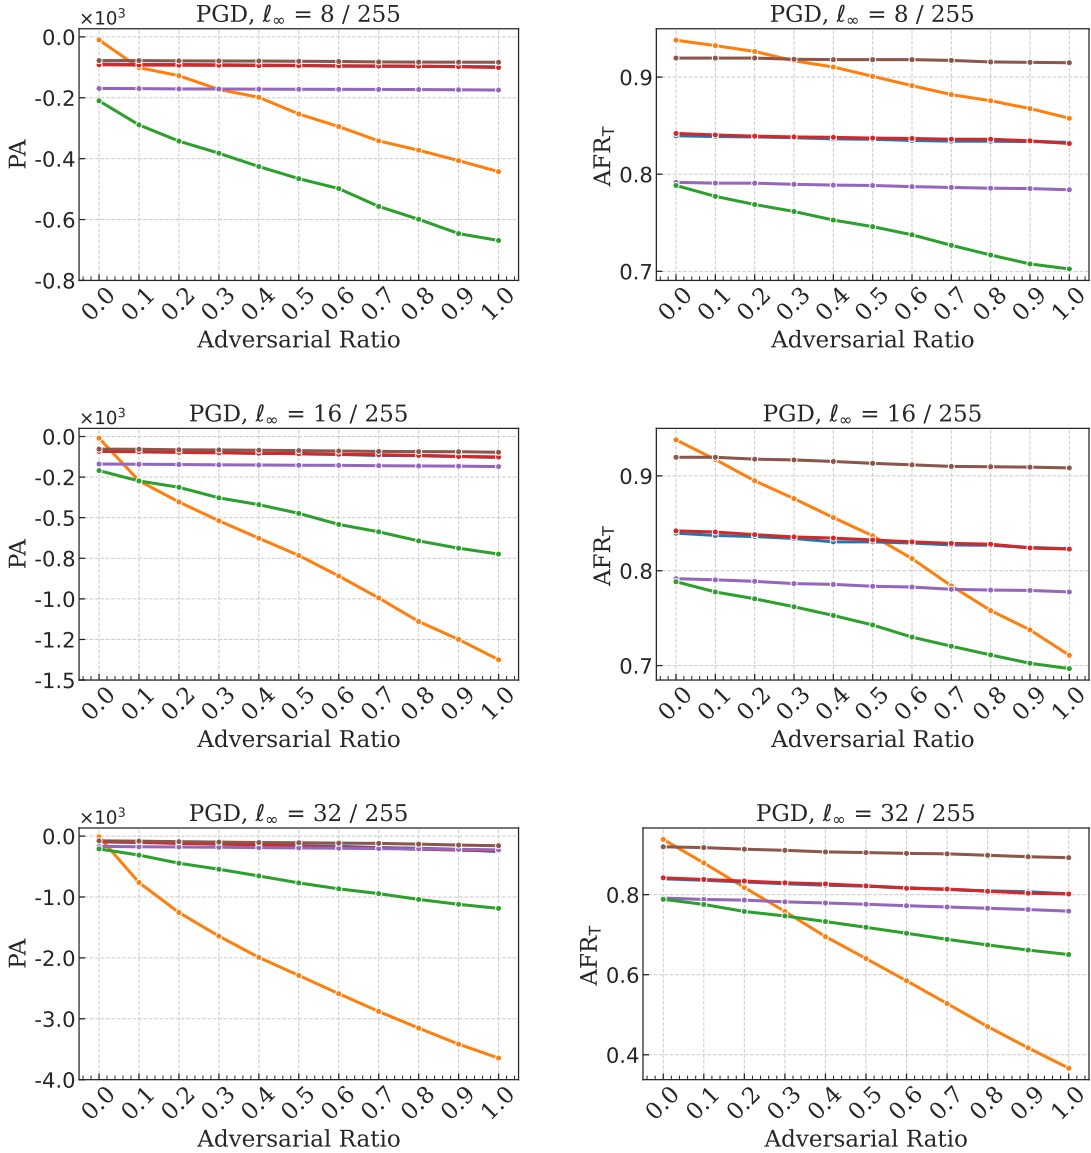 PGD, ℓ∞ = 8 / 255
×10³
0.0
-0.2
-0.4
-0.6
-0.8
PA
0.0 0.1 0.2 0.3 0.4 0.5 0.6 0.7 0.8 0.9 1.0
Adversarial Ratio
PGD, ℓ∞ = 8 / 255
0.9
0.8
0.7
AFR_T
0.0 0.1 0.2 0.3 0.4 0.5 0.6 0.7 0.8 0.9 1.0
Adversarial Ratio
PGD, ℓ∞ = 16 / 255
×10³
0.0
-0.2
-0.5
-0.8
-1.0
-1.2
-1.5
PA
0.0 0.1 0.2 0.3 0.4 0.5 0.6 0.7 0.8 0.9 1.0
Adversarial Ratio
PGD, ℓ∞ = 16 / 255
0.9
0.8
0.7
AFR_T
0.0 0.1 0.2 0.3 0.4 0.5 0.6 0.7 0.8 0.9 1.0
Adversarial Ratio
PGD, ℓ∞ = 32 / 255
×10³
0.0
-1.0
-2.0
-3.0
-4.0
PA
0.0 0.1 0.2 0.3 0.4 0.5 0.6 0.7 0.8 0.9 1.0
Adversarial Ratio
PGD, ℓ∞ = 32 / 255
0.8
0.6
0.4
AFR_T
0.0 0.1 0.2 0.3 0.4 0.5 0.6 0.7 0.8 0.9 1.0
Adversarial Ratio